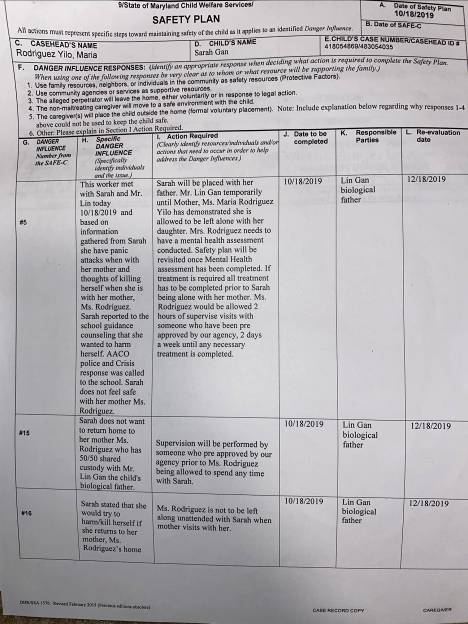 9/State of Maryland Child Welfare Services/
SAFETY PLAN
A. Date of Safety Plan
10/18/2019
All actions must represent specific steps toward maintaining safety of the child as it applies to an identified Danger Influence.
B. Date of SAFE-C
C. CASEHEAD'S NAME
Rodriquez Yilo, Maria
D. CHILD'S NAME
Sarah Gan
E.CHILD'S CASE NUMBER/CASEHEAD ID #
418054869/483054035
F. DANGER INFLUENCE RESPONSES: (Identify an appropriate response when deciding what action is required to complete the Safety Plan.
When using one of the following responses be very clear as to whom or what resource will be supporting the family.)
1. Use family resources, neighbors, or individuals in the community as safety resources (Protective Factors).
2. Use community agencies or services as supportive resources.
3. The alleged perpetrator will leave the home, either voluntarily or in response to legal action.
4. The non-maltreating caregiver will move to a safe environment with the child.
5. The caregiver(s) will place the child outside the home (formal voluntary placement). Note: Include explanation below regarding why responses 1-4
above could not be used to keep the child safe.
6. Other: Please explain in Section I Action Required.
G. DANGER
INFLUENCE
Number from
the SAFE-C
H. Specific
DANGER
INFLUENCE
(Specifically
identify individuals
and the issue.)
I. Action Required
(Clearly identify resources/individuals and/or
actions that need to occur in order to help
address the Danger Influences.)
J. Date to be
completed
K. Responsible
Parties
L. Re-evaluation
date
#5
This worker met
with Sarah and Mr.
Lin today
10/18/2019 and
based on
information
gathered from Sarah
she have panic
attacks when with
her mother and
thoughts of killing
herself when she is
with her mother,
Ms. Rodriguez.
Sarah reported to the
school guidance
counseling that she
wanted to harm
herself. AACO
police and Crisis
response was called
to the school. Sarah
does not feel safe
with her mother Ms.
Rodriguez.
Sarah will be placed with her
father. Mr. Lin Gan temporarily
until Mother, Ms. Maria Rodriguez
Yilo has demonstrated she is
allowed to be left alone with her
daughter. Mrs. Rodriguez needs to
have a mental health assessment
conducted. Safety plan will be
revisited once Mental Health
assessment has been completed. If
treatment is required all treatment
has to be completed prior to Sarah
being alone with her mother. Ms.
Rodriguez would be allowed 2
hours of supervise visits with
someone who have been pre
approved by our agency, 2 days
a week until any necessary
treatment is completed.
10/18/2019
Lin Gan
biological
father
12/18/2019
#15
Sarah does not want
to return home to
her mother Ms.
Rodriguez who has
50/50 shared
custody with Mr.
Lin Gan the child's
biological father.
Supervision will be performed by
someone who pre approved by our
agency prior to Ms. Rodriguez
being allowed to spend any time
with Sarah.
10/18/2019
Lin Gan
biological
father
12/18/2019
#16
Sarah stated that she
would try to
harm/kill herself if
she returns to her
mother, Ms.
Rodriguez's home
Ms. Rodriguez is not to be left
along unattended with Sarah when
mother visits with her.
10/18/2019
Lin Gan
biological
father
12/18/2019
Revised February 2015 (Previous editions obsolete)
CASE RECORD COPY
CAREGIVER